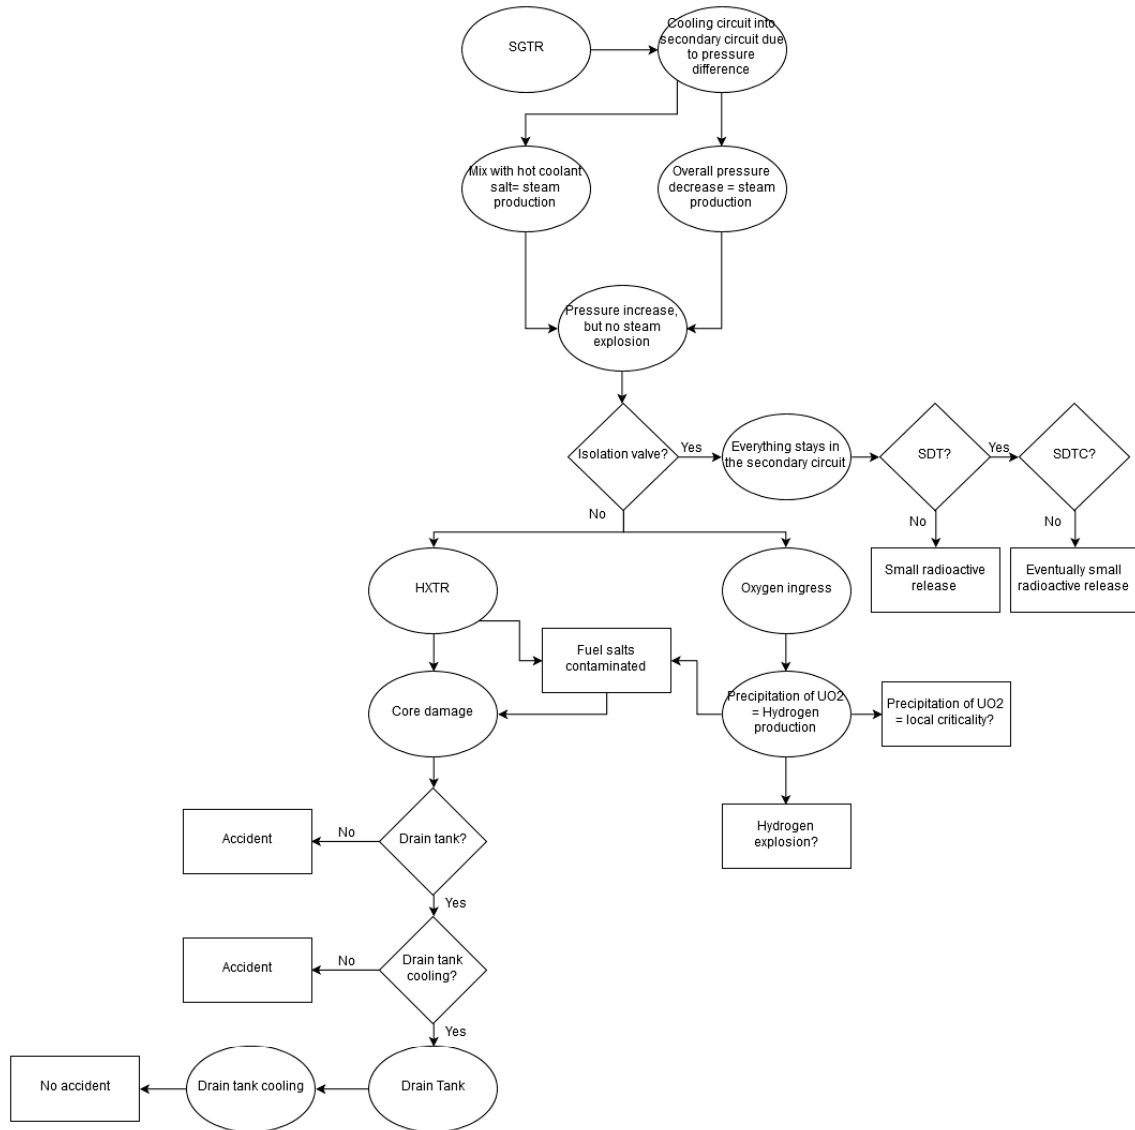 SGTR
Cooling circuit into
secondary circuit due
to pressure
difference
Mix with hot coolant
salt= steam
production
Overall pressure
decrease = steam
production
Pressure increase,
but no steam
explosion
Isolation valve?
Yes
Everything stays in
the secondary circuit
SDT?
Yes
SDTC?
No
No
No
HXTR
Oxygen ingress
Small radioactive
release
Eventually small
radioactive release
Fuel salts
contaminated
Core damage
Precipitation of UO2
= Hydrogen
production
Precipitation of UO2
= local criticality?
Accident
No
Drain tank?
Hydrogen
explosion?
Yes
Accident
No
Drain tank
cooling?
Yes
No accident
Drain tank cooling
Drain Tank